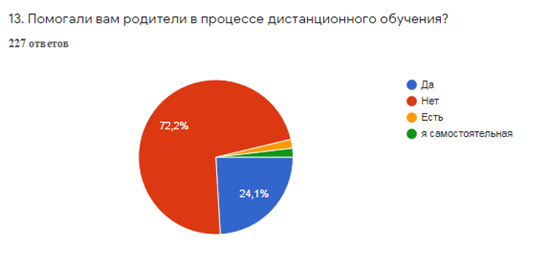 13. Помогали вам родители в процессе дистанционного обучения?
227 ответов
Да
Нет
Есть
я самостоятельная
72,2%
24,1%